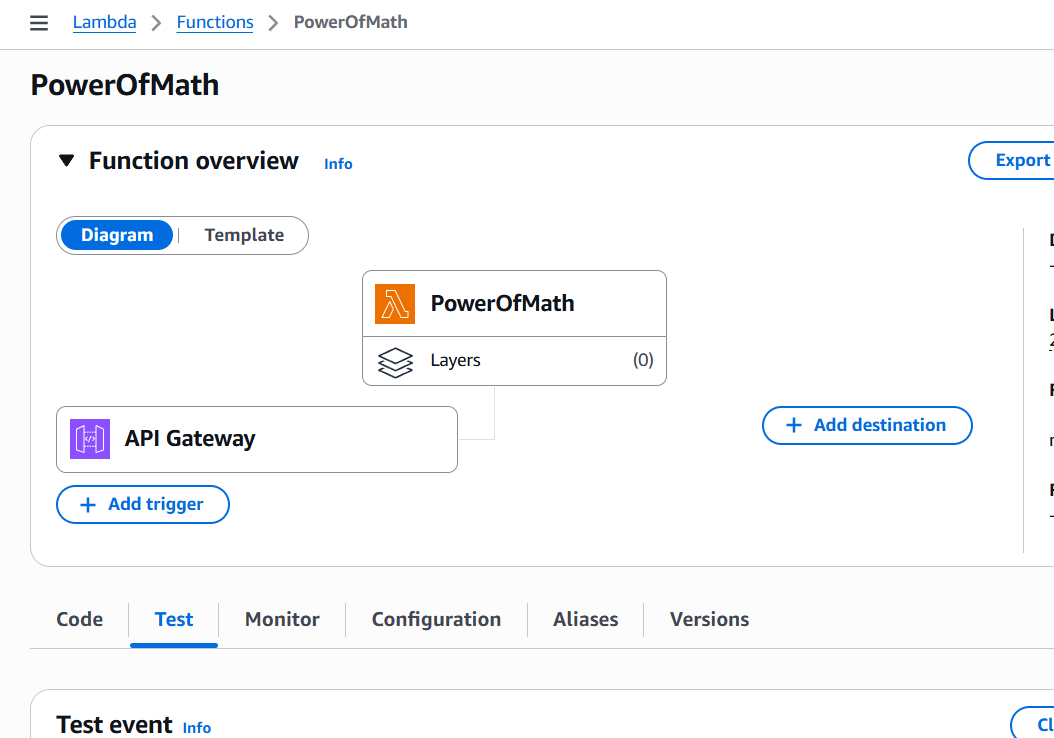 Lambda > Functions > PowerOfMath
PowerOfMath
Function overview Info
Export
Diagram | Template
PowerOfMath
Layers (0)
API Gateway
+ Add destination
+ Add trigger
Code Test Monitor Configuration Aliases Versions
Test event Info